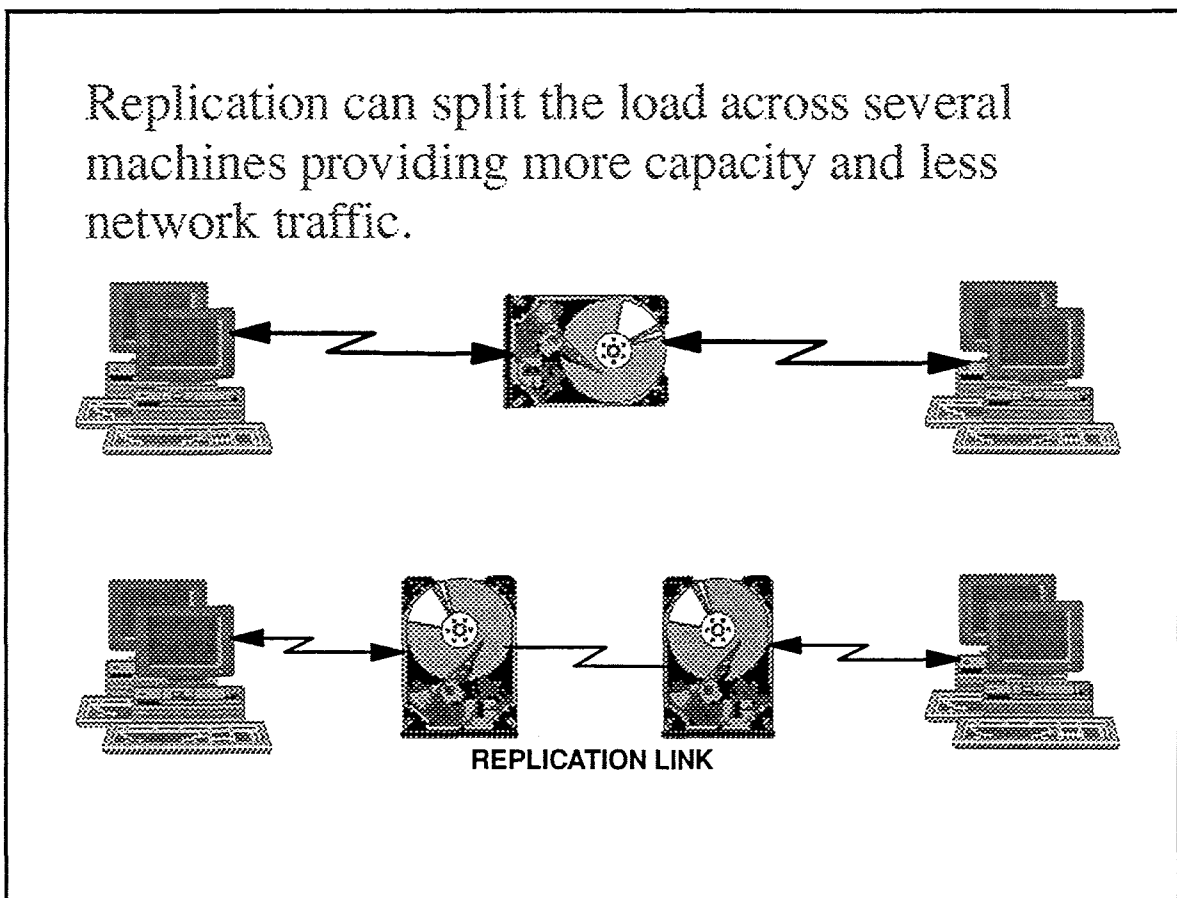 Replication can split the load across several
machines providing more capacity and less
network traffic.
REPLICATION LINK